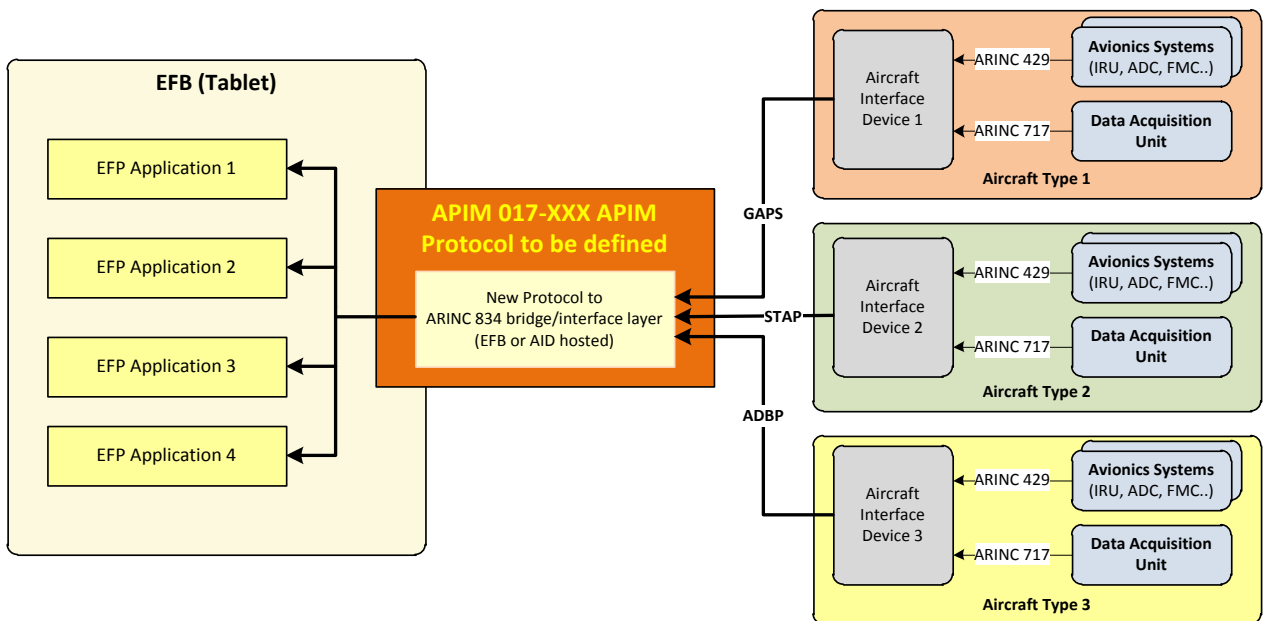 EFB (Tablet)
EFP Application 1
EFP Application 2
EFP Application 3
EFP Application 4
APIM 017-XXX APIM
Protocol to be defined
New Protocol to
ARINC 834 bridge/interface layer
(EFB or AID hosted)
GAPS
STAP
ADBP
Aircraft
Interface
Device 1
ARINC 429
ARINC 717
Avionics Systems
(IRU, ADC, FMC..)
Data Acquisition
Unit
Aircraft Type 1
Aircraft
Interface
Device 2
ARINC 429
ARINC 717
Avionics Systems
(IRU, ADC, FMC..)
Data Acquisition
Unit
Aircraft Type 2
Aircraft
Interface
Device 3
ARINC 429
ARINC 717
Avionics Systems
(IRU, ADC, FMC..)
Data Acquisition
Unit
Aircraft Type 3